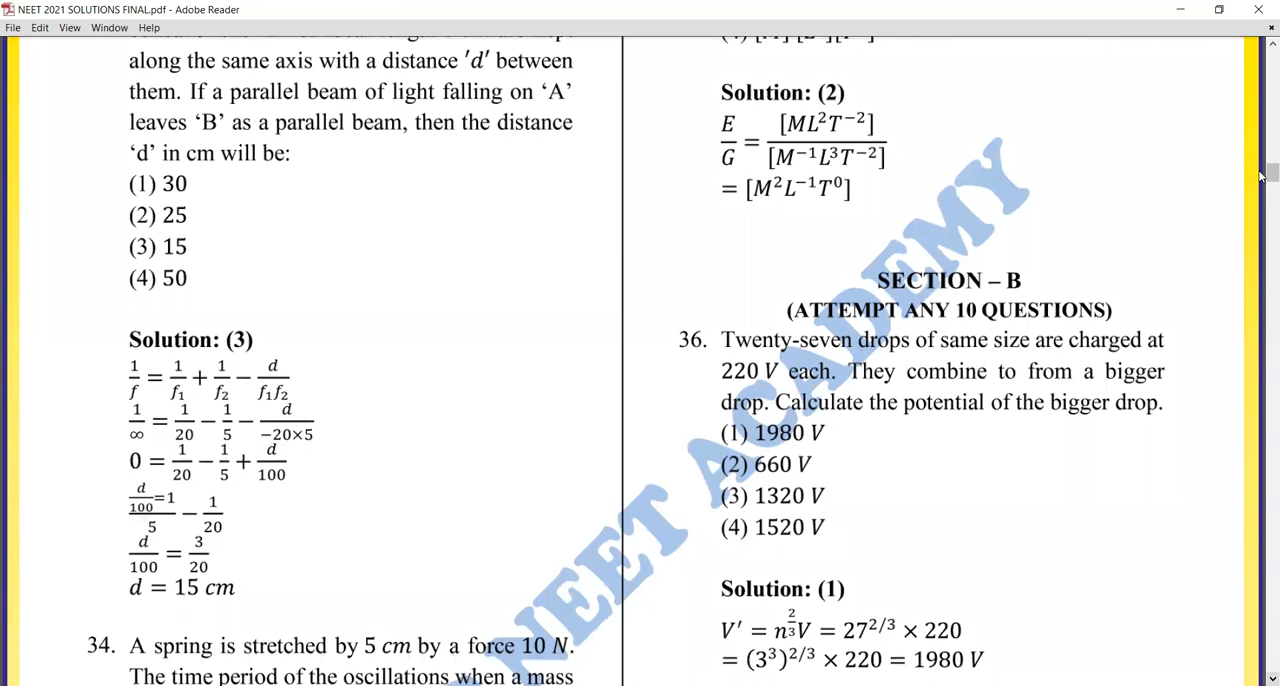 NEET 2021 SOLUTIONS FINAL.pdf - Adobe Reader
File Edit View Window Help
along the same axis with a distance 'd' between
them. If a parallel beam of light falling on ‘A’
leaves ‘B’ as a parallel beam, then the distance
‘d’ in cm will be:
(1) 30
(2) 25
(3) 15
(4) 50
Solution: (3)
1/f = 1/f₁ + 1/f₂ − d/f₁f₂
1/∞ = 1/20 − 1/5 − d/−20×5
0 = 1/20 − 1/5 + d/100
d/100=1/5 − 1/20
d/100 = 3/20
d = 15 cm
34. A spring is stretched by 5 cm by a force 10 N.
The time period of the oscillations when a mass
Solution: (2)
E/G = [ML²T⁻²]/[M⁻¹L³T⁻²]
= [M²L⁻¹T⁰]
SECTION – B
(ATTEMPT ANY 10 QUESTIONS)
36. Twenty-seven drops of same size are charged at
220 V each. They combine to from a bigger
drop. Calculate the potential of the bigger drop.
(1) 1980 V
(2) 660 V
(3) 1320 V
(4) 1520 V
Solution: (1)
V′ = n^(2/3)V = 27^(2/3) × 220
= (3³)^(2/3) × 220 = 1980 V
NEET ACADEMY